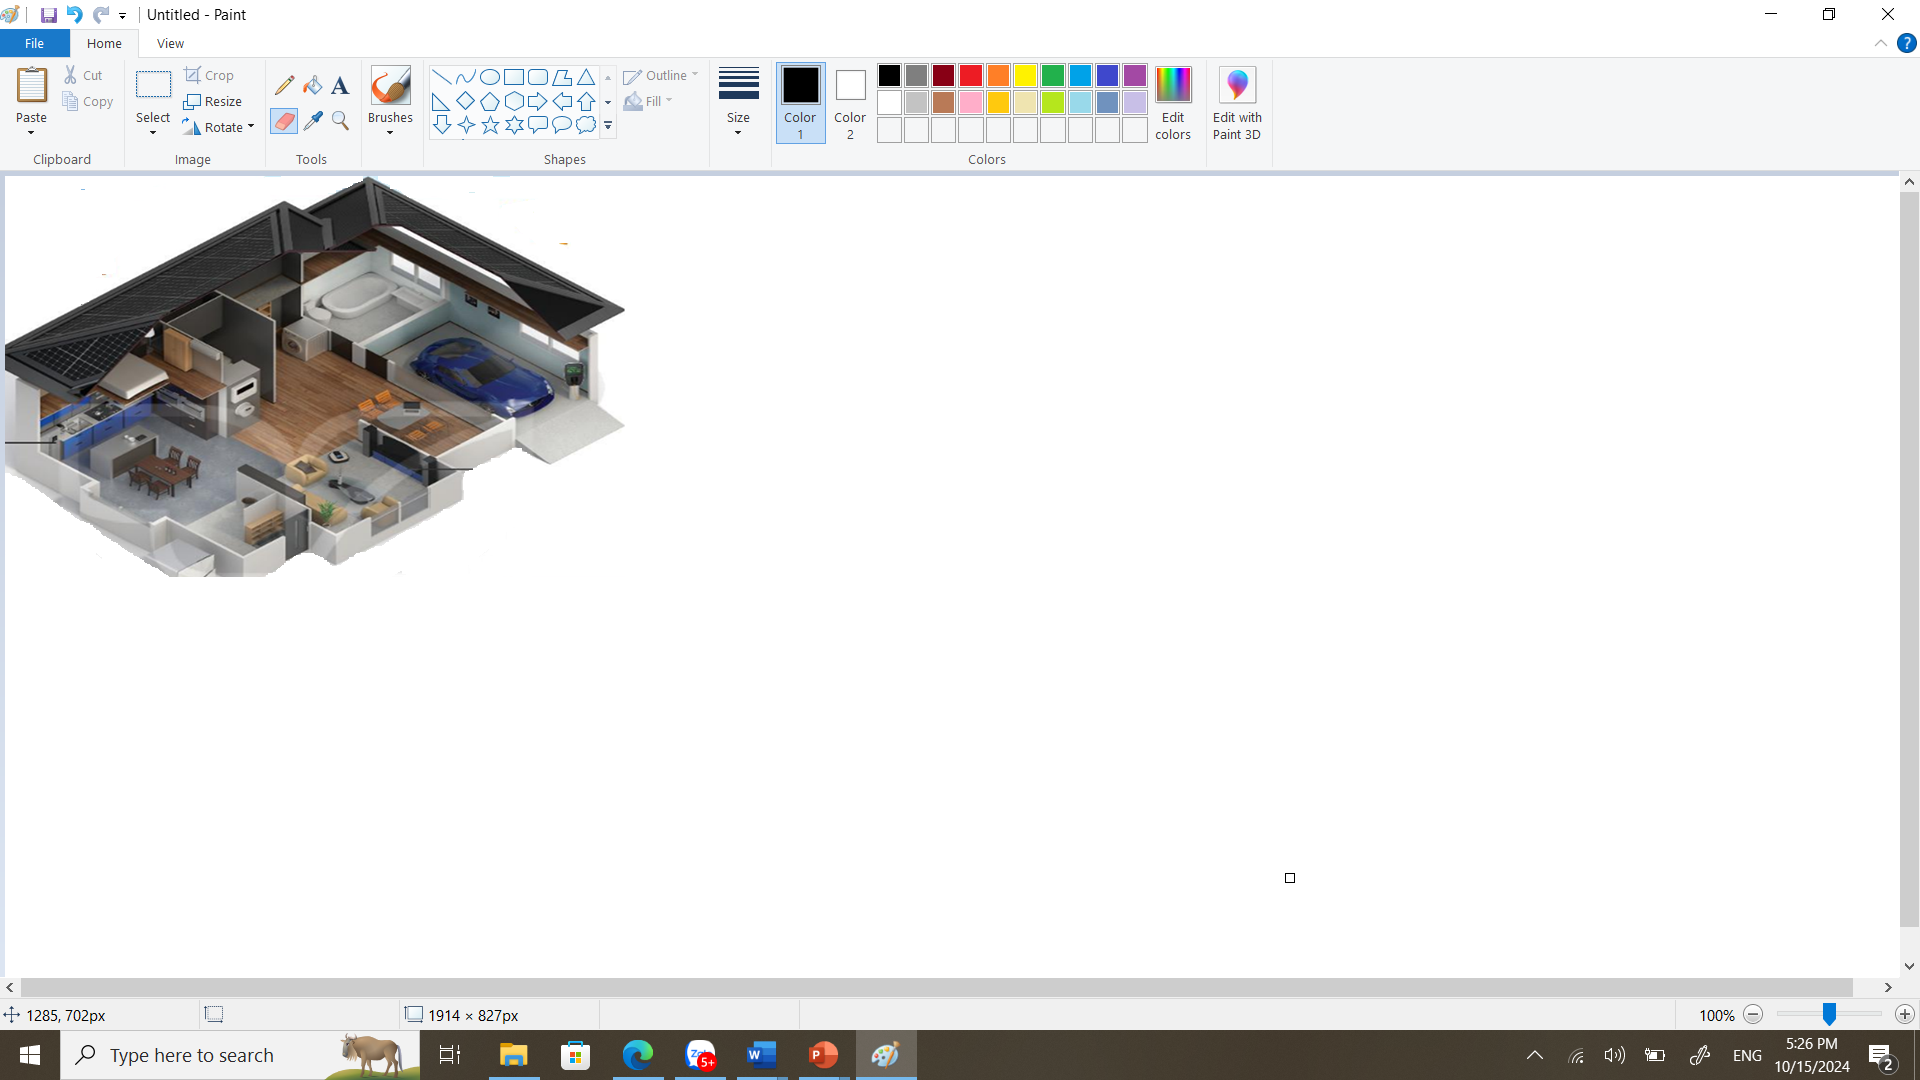 Untitled - Paint
File Home View
Paste
Cut
Copy
Clipboard
Select
Crop
Resize
Rotate
Image
A
Tools
Brushes
Outline
Fill
Shapes
Size
Color 1
Color 2
Edit colors
Colors
Edit with Paint 3D
?
1285, 702px
1914 × 827px
100%
Type here to search
5+
W
P
ENG
5:26 PM
10/15/2024
2